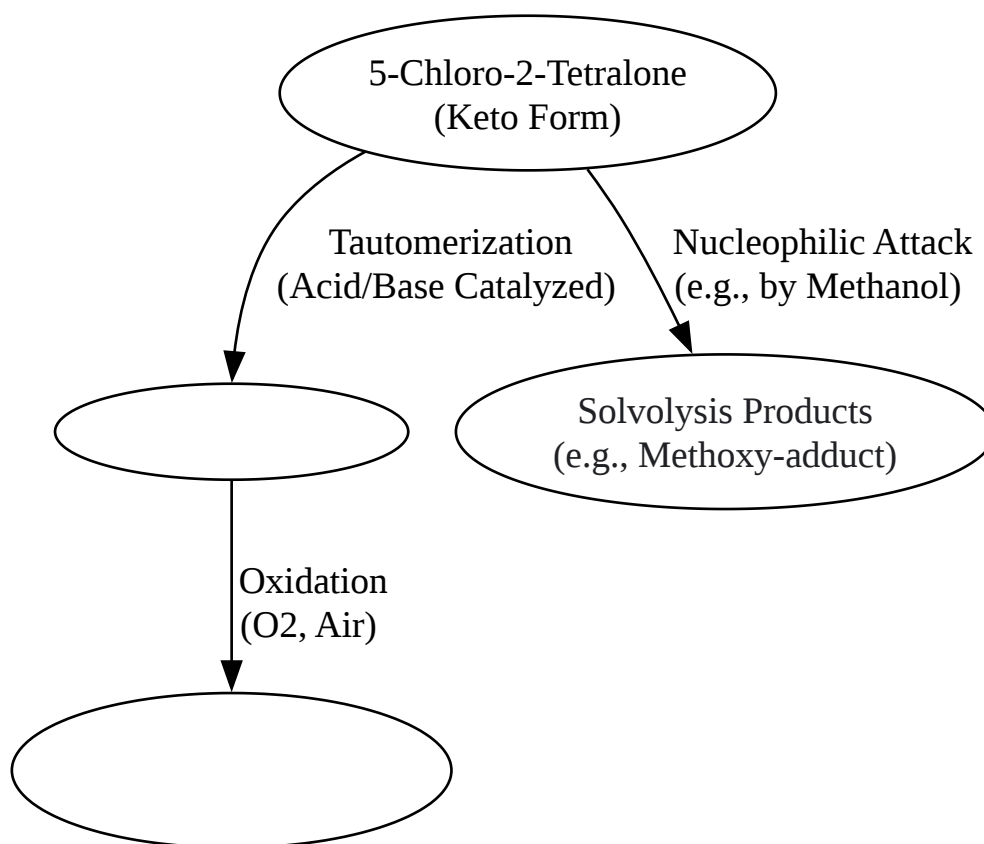 5-Chloro-2-Tetralone
(Keto Form)
Tautomerization
(Acid/Base Catalyzed)
Nucleophilic Attack
(e.g., by Methanol)
Solvolysis Products
(e.g., Methoxy-adduct)
Oxidation
(O2, Air)